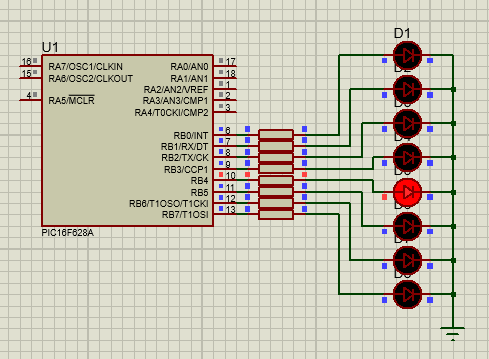 U1
16 RA7/OSC1/CLKIN RA0/AN0 17
15 RA6/OSC2/CLKOUT RA1/AN1 18
RA2/AN2/VREF 1
4 RA5/MCLR RA3/AN3/CMP1 2
RA4/T0CKI/CMP2 3
RB0/INT 6
RB1/RX/DT 7
RB2/TX/CK 8
RB3/CCP1 9
RB4 10
RB5 11
RB6/T1OSO/T1CKI 12
RB7/T1OSI 13
PIC16F628A
D1